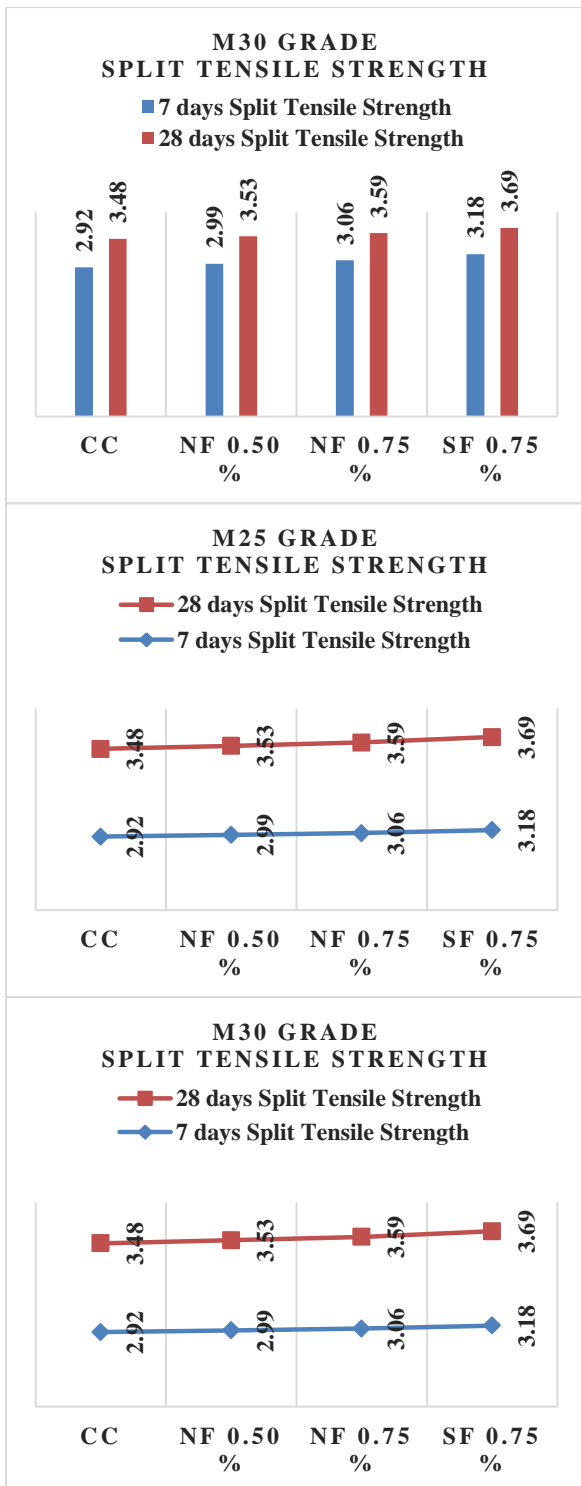 M30 GRADE
SPLIT TENSILE STRENGTH
7 days Split Tensile Strength
28 days Split Tensile Strength
2.92 3.48 2.99 3.53 3.06 3.59 3.18 3.69
CC NF 0.50 NF 0.75 SF 0.75
% % %
M25 GRADE
SPLIT TENSILE STRENGTH
28 days Split Tensile Strength
7 days Split Tensile Strength
3.48 3.53 3.59 3.69
2.92 2.99 3.06 3.18
CC NF 0.50 NF 0.75 SF 0.75
% % %
M30 GRADE
SPLIT TENSILE STRENGTH
28 days Split Tensile Strength
7 days Split Tensile Strength
3.48 3.53 3.59 3.69
2.92 2.99 3.06 3.18
CC NF 0.50 NF 0.75 SF 0.75
% % %